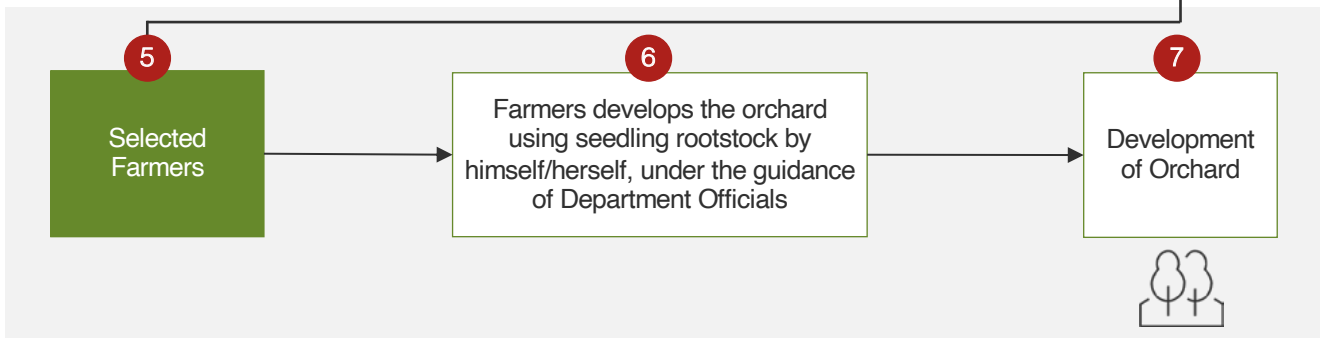 5
Selected
Farmers
6
Farmers develops the orchard
using seedling rootstock by
himself/herself, under the guidance
of Department Officials
7
Development
of Orchard